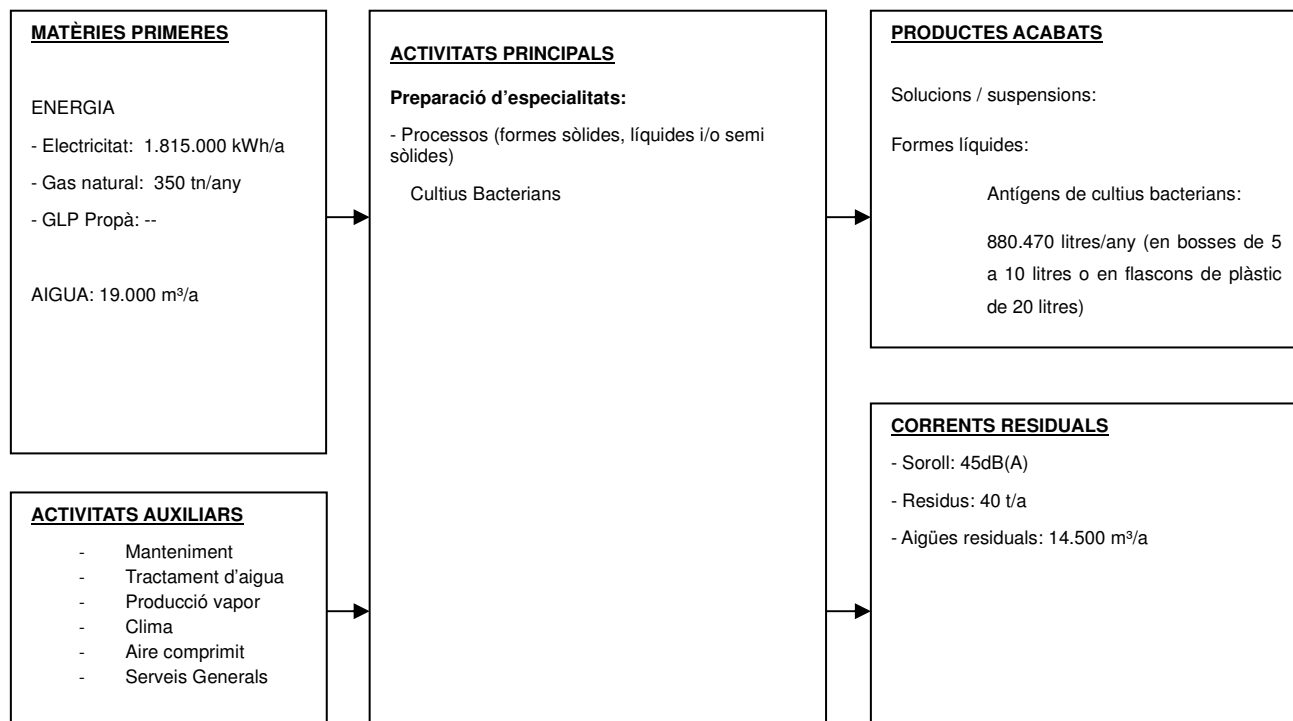 MATÈRIES PRIMERES
ENERGIA
- Electricitat: 1.815.000 kWh/a
- Gas natural: 350 tn/any
- GLP Propà: --
AIGUA: 19.000 m³/a
ACTIVITATS AUXILIARS
- Manteniment
- Tractament d'aigua
- Producció vapor
- Clima
- Aire comprimit
- Serveis Generals
ACTIVITATS PRINCIPALS
Preparació d'especialitats:
- Processos (formes sòlides, líquides i/o semi
sòlides)
Cultius Bacterians
PRODUCTES ACABATS
Solucions / suspensions:
Formes líquides:
Antígens de cultius bacterians:
880.470 litres/any (en bosses de 5
a 10 litres o en flascons de plàstic
de 20 litres)
CORRENTS RESIDUALS
- Soroll: 45dB(A)
- Residus: 40 t/a
- Aigües residuals: 14.500 m³/a